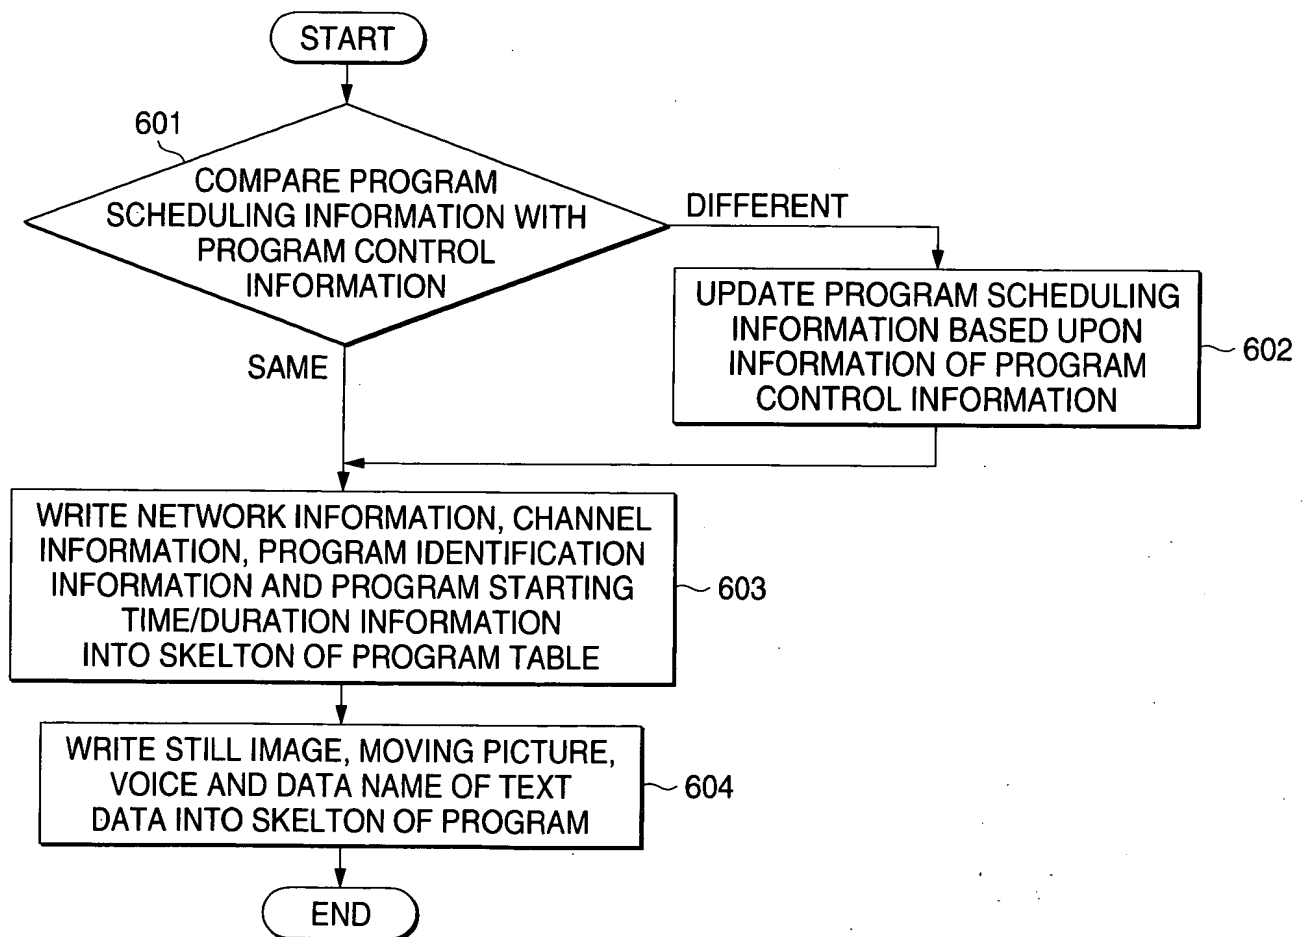 START
601
COMPARE PROGRAM
SCHEDULING INFORMATION WITH
PROGRAM CONTROL
INFORMATION
DIFFERENT
UPDATE PROGRAM SCHEDULING
INFORMATION BASED UPON
INFORMATION OF PROGRAM
CONTROL INFORMATION
602
SAME
WRITE NETWORK INFORMATION, CHANNEL
INFORMATION, PROGRAM IDENTIFICATION
INFORMATION AND PROGRAM STARTING
TIME/DURATION INFORMATION
INTO SKELTON OF PROGRAM TABLE
603
WRITE STILL IMAGE, MOVING PICTURE,
VOICE AND DATA NAME OF TEXT
DATA INTO SKELTON OF PROGRAM
604
END